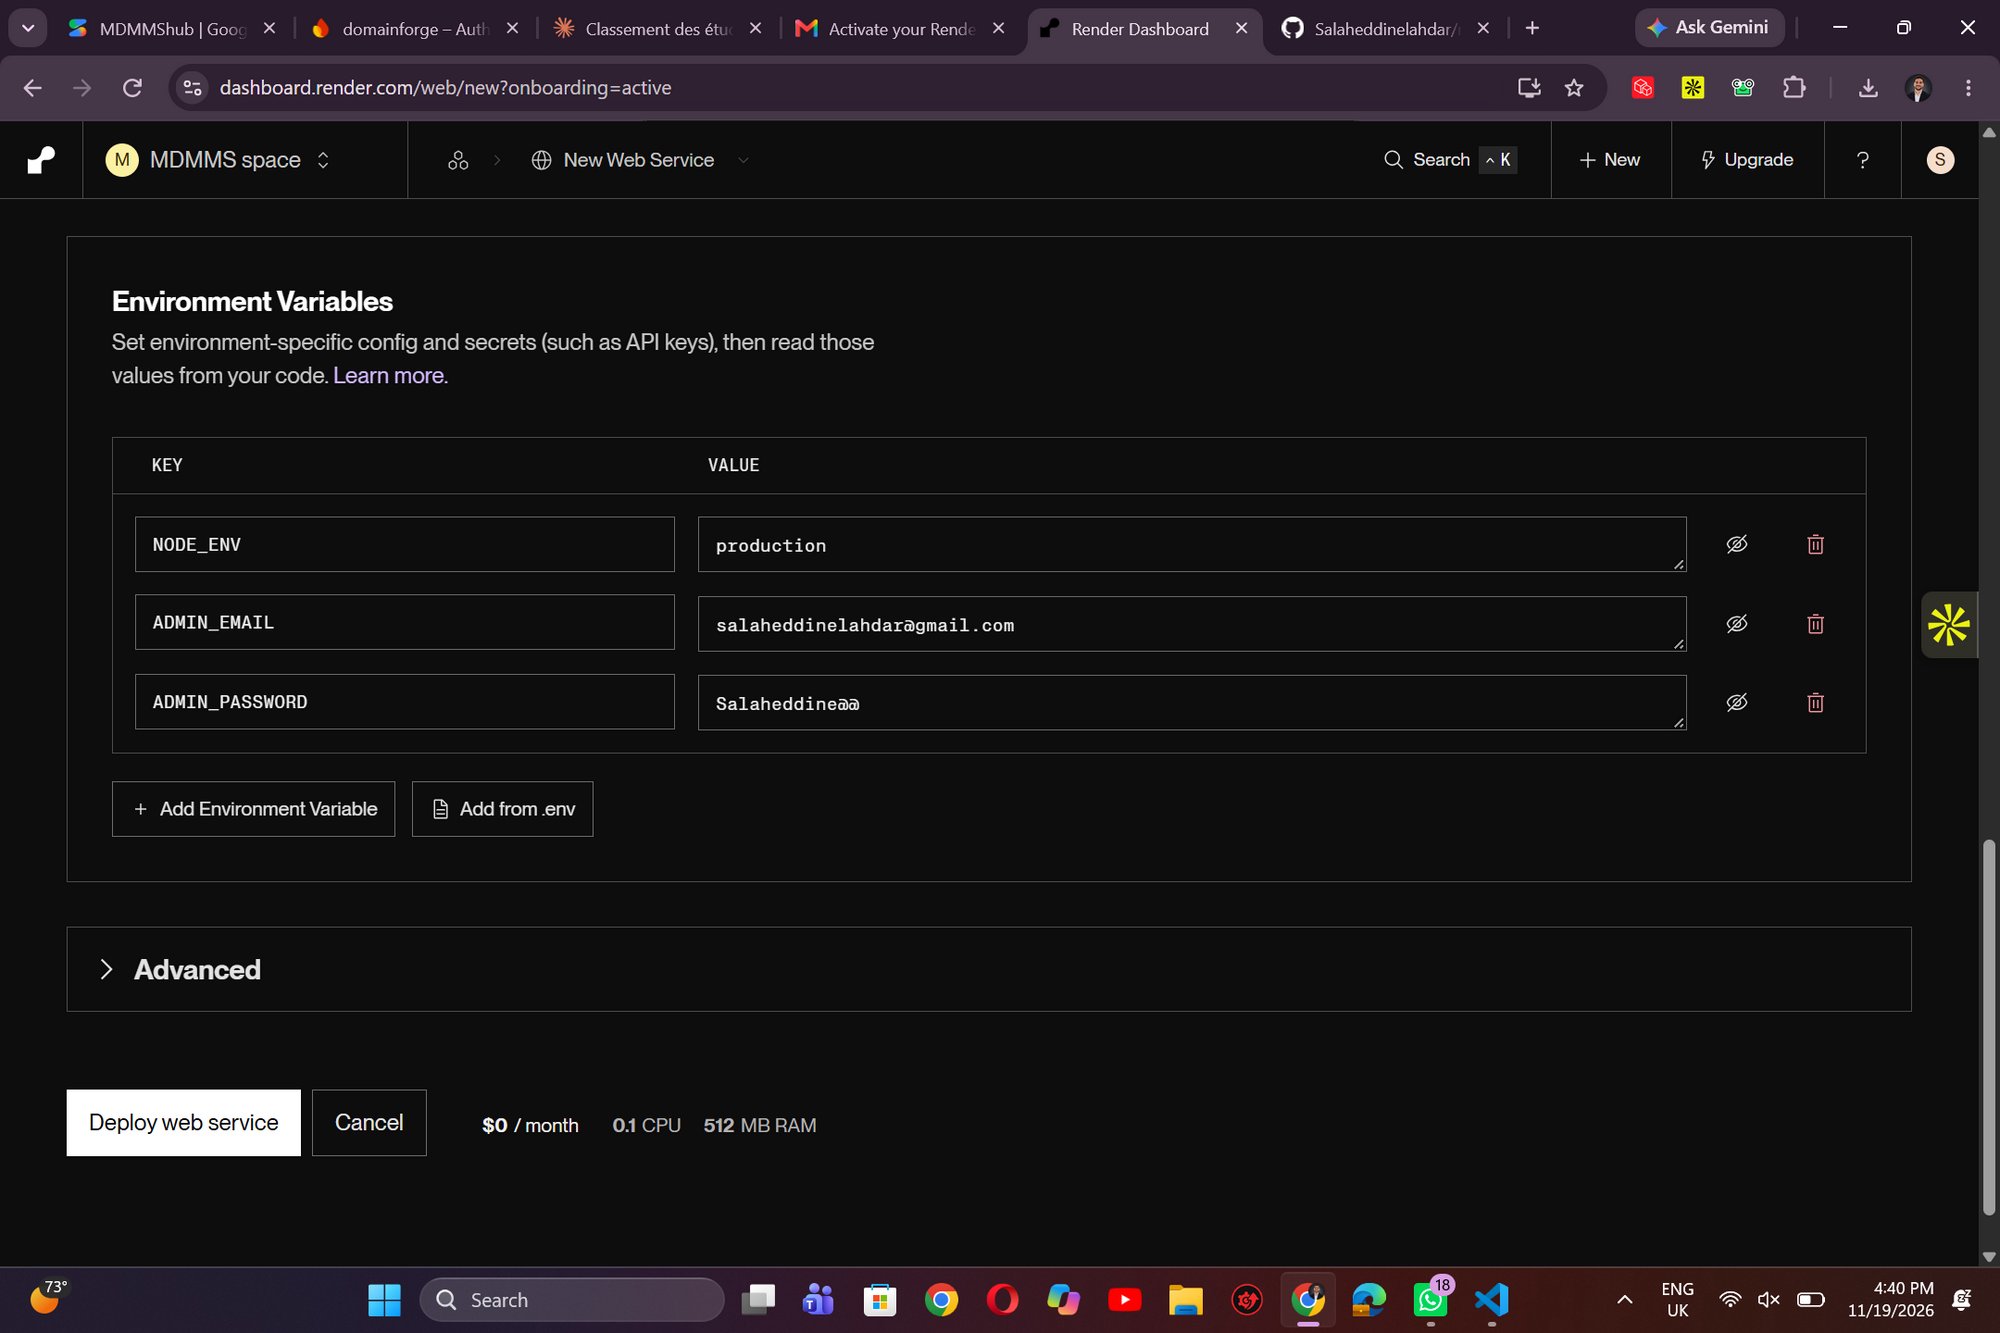 MDMMShub | Goog
domainforge – Auth
Classement des étuc
Activate your Rende
Render Dashboard
Salaheddinelahdar/
Ask Gemini
dashboard.render.com/web/new?onboarding=active
M MDMMS space
New Web Service
Search ^ K
+ New
Upgrade
?
S
Environment Variables
Set environment-specific config and secrets (such as API keys), then read those
values from your code. Learn more.
KEY VALUE
NODE_ENV production
ADMIN_EMAIL salaheddinelahdar@gmail.com
ADMIN_PASSWORD Salaheddine@@
+ Add Environment Variable
Add from .env
Advanced
Deploy web service
Cancel
$0 / month 0.1 CPU 512 MB RAM
73°
Search
18
ENG
UK
4:40 PM
11/19/2026